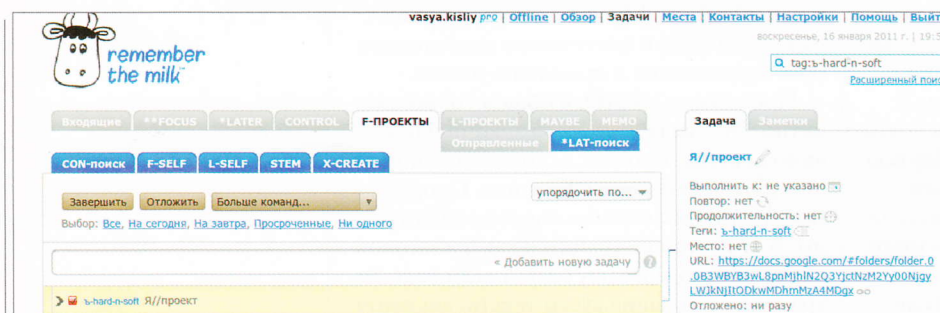 vasya.kisliy pro | Offline | Обзор | Задачи | Места | Контакты | Настройки | Помощь | Выйт
воскресенье, 16 января 2011 г. | 19:5
remember
the milk
tag:ъ-hard-n-soft
Расширенный поис
Входящие **FOCUS *LATER CONTROL F-ПРОЕКТЫ L-ПРОЕКТЫ MAYBE MEMO
Отправленные *LAT-поиск
CON-поиск F-SELF L-SELF STEM X-CREATE
Завершить Отложить Больше команд... упорядочить по...
Выбор: Все, На сегодня, На завтра, Просроченные, Ни одного
« Добавить новую задачу
ъ-hard-n-soft Я//проект
Задача Заметки
Я//проект
Выполнить к: не указано
Повтор: нет
Продолжительность: нет
Теги: ъ-hard-n-soft
Место: нет
URL: https://docs.google.com/#folders/folder.0
.0B3WBYB3wL8pnMjhlN2Q3YjctNzM2Yy00Njgy
LWJkNjItODkwMDhmMzA4MDgx
Отложено: ни разу